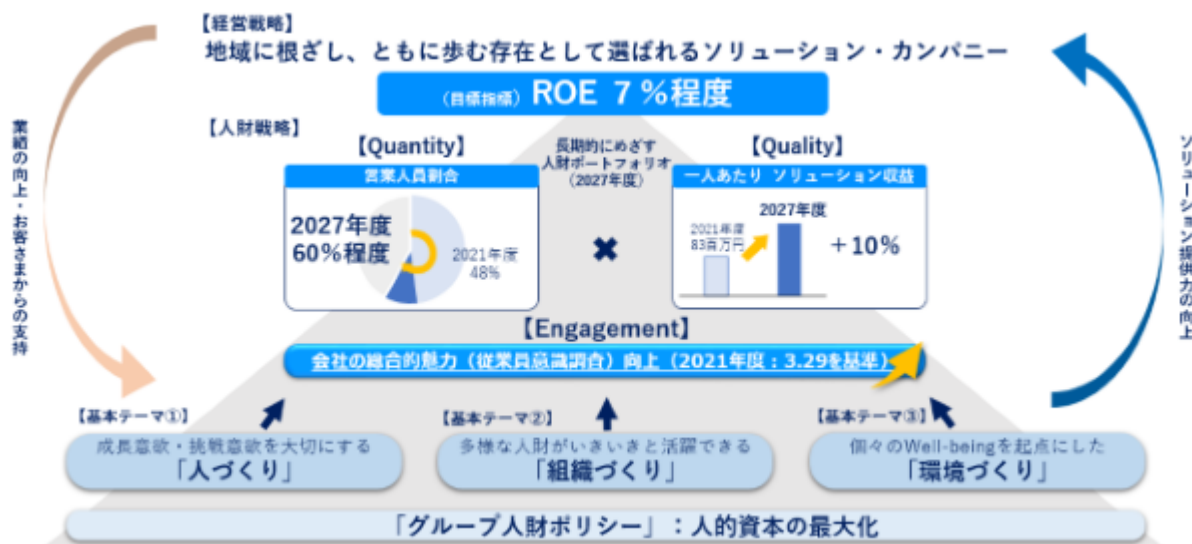 【経営戦略】
地域に根ざし、ともに歩む存在として選ばれるソリューション・カンパニー
（目標指標）ROE 7％程度
【人財戦略】
【Quantity】
営業人員割合
2027年度
60%程度
2021年度
48%
長期的にめざす
人財ポートフォリオ
（2027年度）
【Quality】
一人あたり ソリューション収益
2021年度
83百万円
2027年度
＋10%
【Engagement】
会社の総合的魅力（従業員意識調査）向上（2021年度：3.29を基準）
【基本テーマ①】
成長意欲・挑戦意欲を大切にする
「人づくり」
【基本テーマ②】
多様な人財がいきいきと活躍できる
「組織づくり」
【基本テーマ③】
個々のWell-beingを起点にした
「環境づくり」
「グループ人財ポリシー」：人的資本の最大化
業績の向上・お客さまからの支持
ソリューション提供力の向上